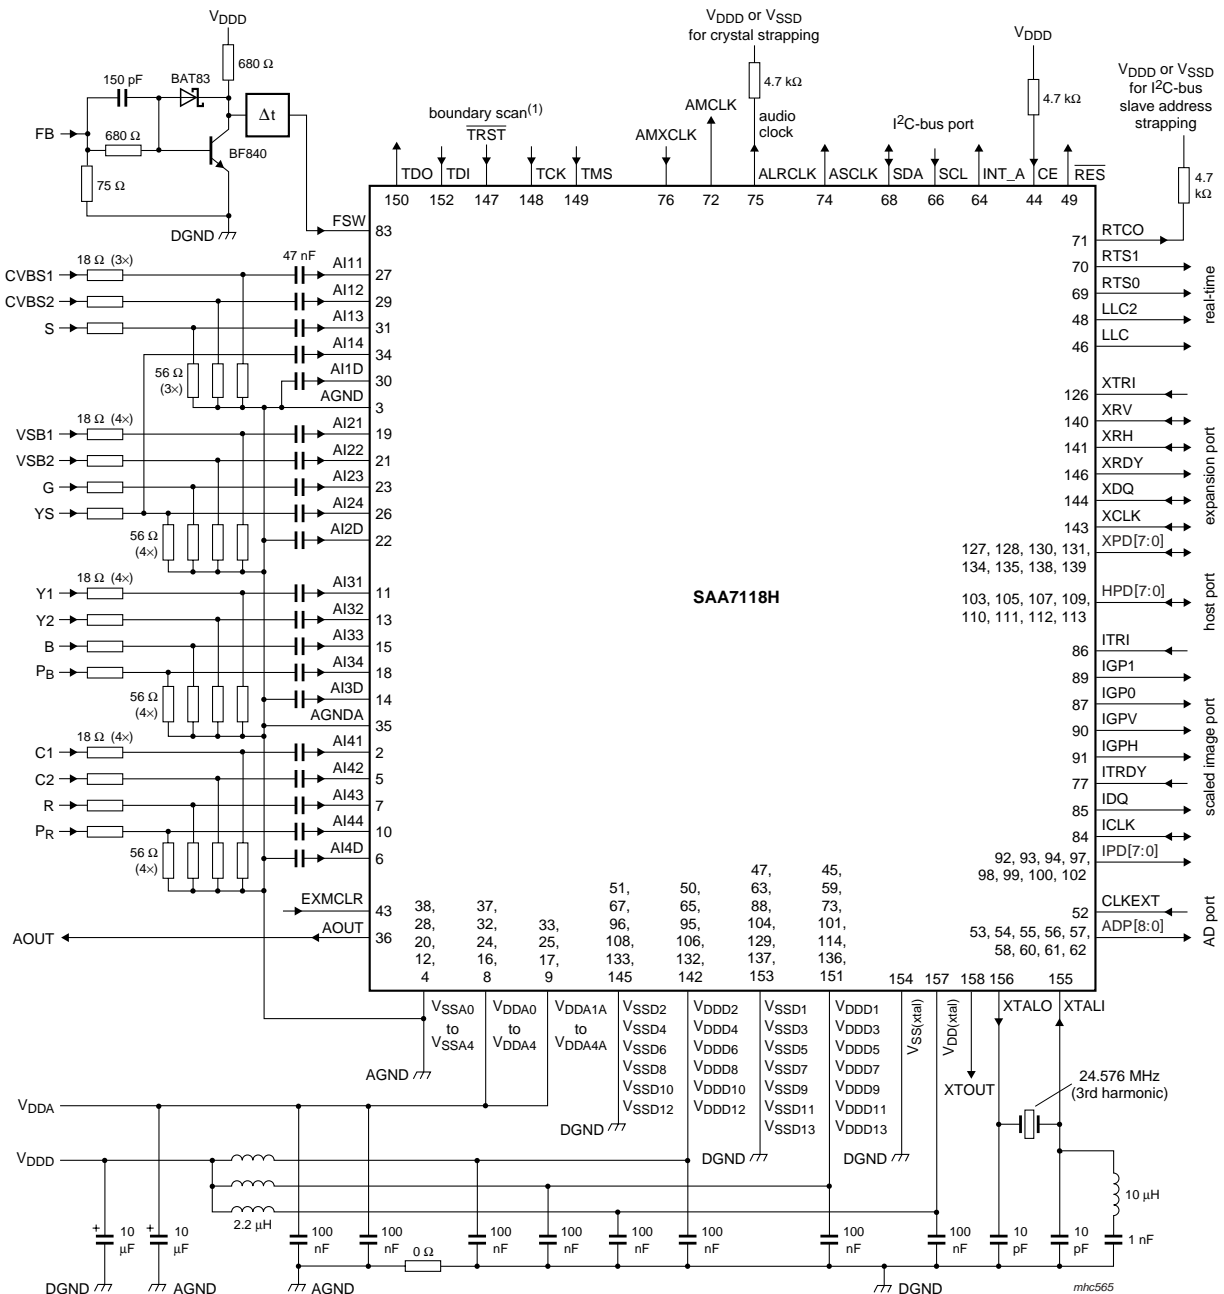 VDDD
680 Ω
150 pF
BAT83
Δt
FB
680 Ω
BF840
75 Ω
DGND
VDDD or VSSD
for crystal strapping
4.7 kΩ
audio
clock
AMCLK
AMXCLK
boundary scan(1)
TRST
I2C-bus port
VDDD
4.7 kΩ
VDDD or VSSD
for I2C-bus
slave address
strapping
4.7
kΩ
TDO
TDI
TCK
TMS
ALRCLK
ASCLK
SDA
SCL
INT_A
CE
RES
150
152
147
148
149
76
72
75
74
68
66
64
44
49
FSW
83
CVBS1
18 Ω (3×)
47 nF
AI11
27
CVBS2
AI12
29
S
AI13
31
AI14
34
56 Ω
(3×)
AI1D
30
AGND
3
VSB1
18 Ω (4×)
AI21
19
VSB2
AI22
21
G
AI23
23
YS
AI24
26
56 Ω
(4×)
AI2D
22
Y1
18 Ω (4×)
AI31
11
Y2
AI32
13
B
AI33
15
PB
AI34
18
56 Ω
(4×)
AI3D
14
AGNDA
35
C1
18 Ω (4×)
AI41
2
C2
AI42
5
R
AI43
7
PR
AI44
10
56 Ω
(4×)
AI4D
6
EXMCLR
43
AOUT
AOUT
36
SAA7118H
71
RTCO
70
RTS1
69
RTS0
48
LLC2
46
LLC
real-time
126
XTRI
140
XRV
141
XRH
146
XRDY
144
XDQ
143
XCLK
127, 128, 130, 131,
134, 135, 138, 139
XPD[7:0]
expansion port
103, 105, 107, 109,
110, 111, 112, 113
HPD[7:0]
host port
86
ITRI
89
IGP1
87
IGP0
90
IGPV
91
IGPH
77
ITRDY
85
IDQ
84
ICLK
92, 93, 94, 97,
98, 99, 100, 102
IPD[7:0]
scaled image port
52
CLKEXT
53, 54, 55, 56, 57,
58, 60, 61, 62
ADP[8:0]
AD port
38,
28,
20,
12,
4
37,
32,
24,
16,
8
33,
25,
17,
9
51,
67,
96,
108,
133,
145
50,
65,
95,
106,
132,
142
47,
63,
88,
104,
129,
137,
153
45,
59,
73,
101,
114,
136,
151
154
157
158
156
155
VSSA0
to
VSSA4
VDDA0
to
VDDA4
VDDA1A
to
VDDA4A
VSSD2
VSSD4
VSSD6
VSSD8
VSSD10
VSSD12
VDDD2
VDDD4
VDDD6
VDDD8
VDDD10
VDDD12
VSSD1
VSSD3
VSSD5
VSSD7
VSSD9
VSSD11
VSSD13
VDDD1
VDDD3
VDDD5
VDDD7
VDDD9
VDDD11
VDDD13
VSS(xtal)
VDD(xtal)
XTOUT
XTALO
XTALI
24.576 MHz
(3rd harmonic)
AGND
DGND
DGND
DGND
VDDA
VDDD
2.2 μH
10 μH
+
10
μF
+
10
μF
100
nF
100
nF
100
nF
100
nF
100
nF
100
nF
100
nF
100
nF
10
pF
10
pF
1 nF
0 Ω
DGND
AGND
AGND
DGND
mhc565